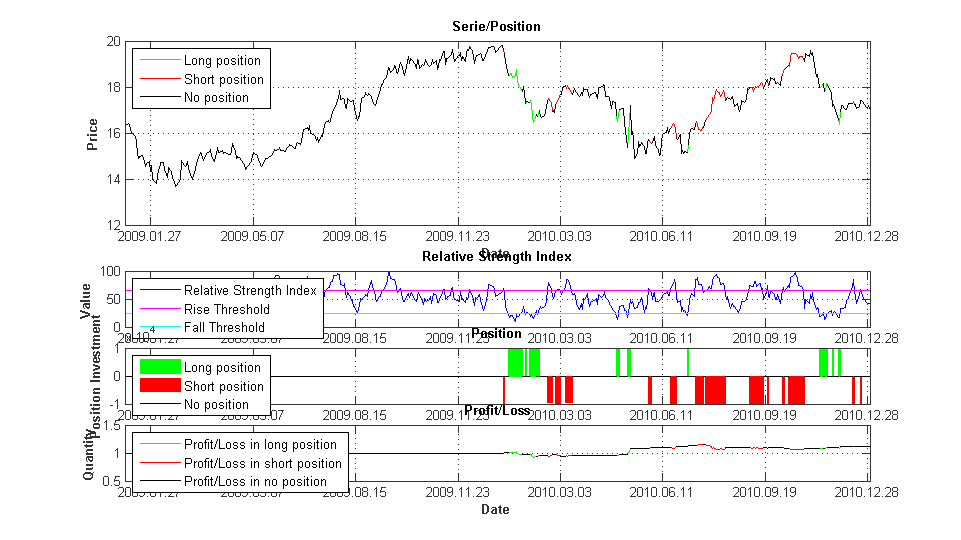 Serie/Position
Price
20
18
16
14
12
Long position
Short position
No position
2009.01.27 2009.05.07 2009.08.15 2009.11.23 2010.03.03 2010.06.11 2010.09.19 2010.12.28
Date
Relative Strength Index
Value
100
50
0
Relative Strength Index
Rise Threshold
Fall Threshold
2009.08.15 2009.11.23 2010.03.03 2010.06.11 2010.09.19 2010.12.28
Position
Position Investment
1
0
-1
Long position
Short position
No position
2009.08.15 2009.11.23 2010.03.03 2010.06.11 2010.09.19 2010.12.28
Profit/Loss
Quantity
1.5
1
0.5
Profit/Loss in long position
Profit/Loss in short position
Profit/Loss in no position
2009.08.15 2009.11.23 2010.03.03 2010.06.11 2010.09.19 2010.12.28
Date